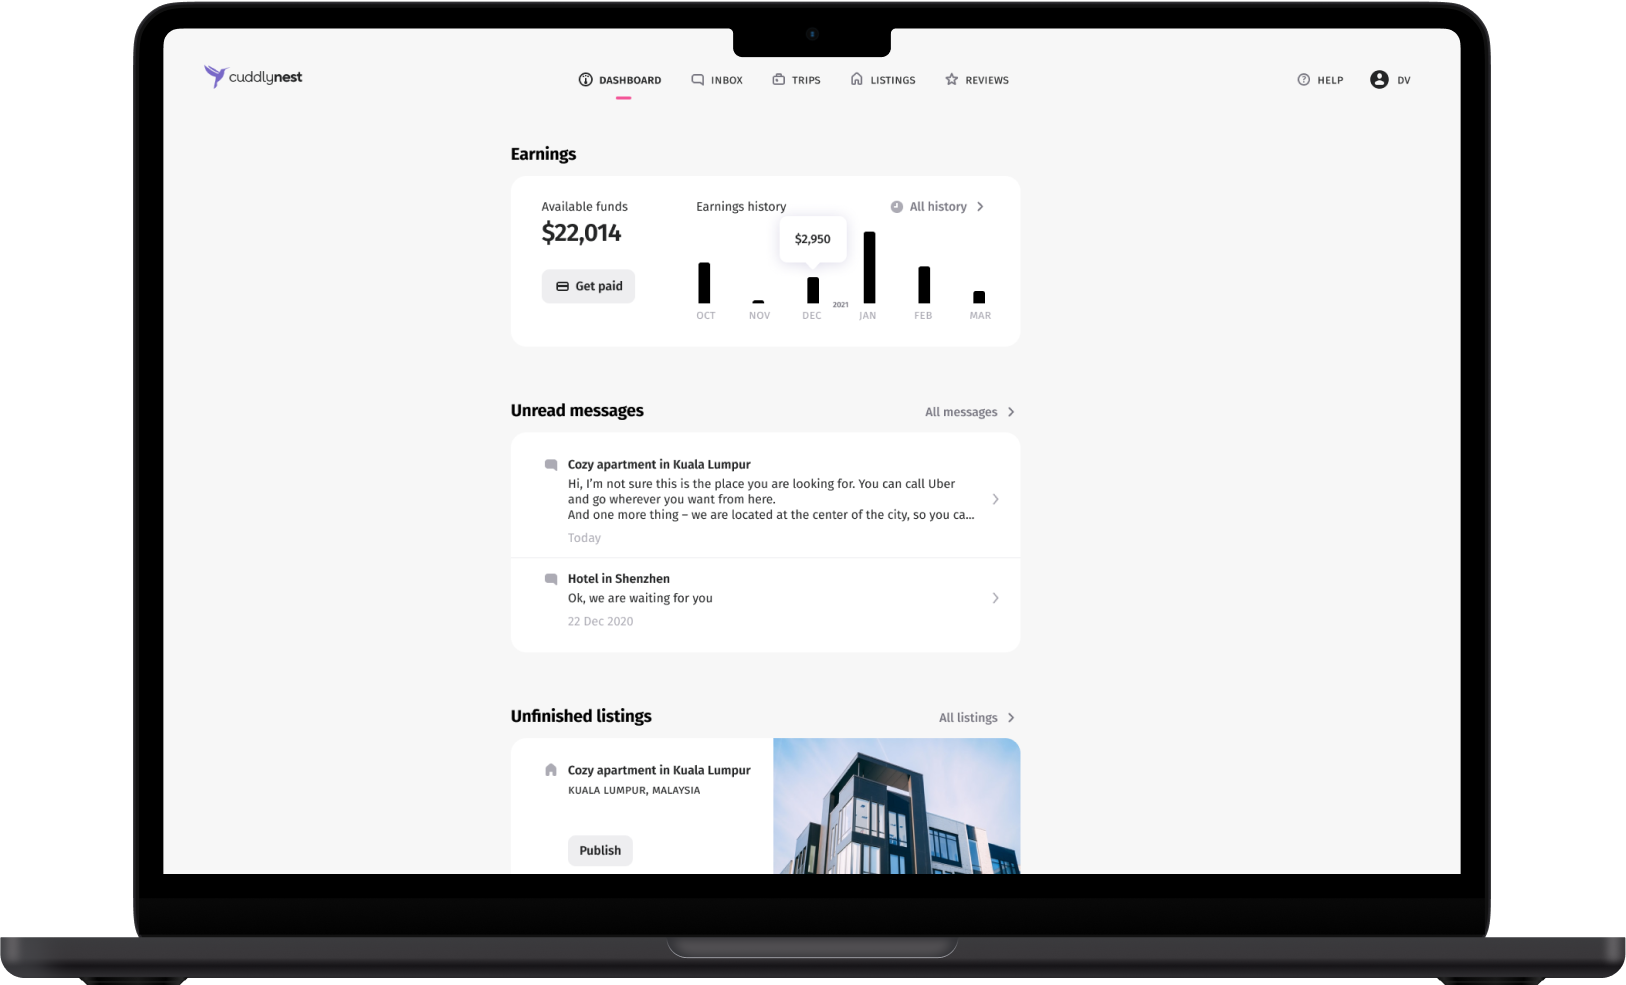 cuddlynest
DASHBOARD
INBOX
TRIPS
LISTINGS
REVIEWS
HELP
DV
Earnings
Available funds
$22,014
Get paid
Earnings history
All history
$2,950
2021
OCT
NOV
DEC
JAN
FEB
MAR
Unread messages
All messages
Cozy apartment in Kuala Lumpur
Hi, I’m not sure this is the place you are looking for. You can call Uber
and go wherever you want from here.
And one more thing – we are located at the center of the city, so you ca...
Today
Hotel in Shenzhen
Ok, we are waiting for you
22 Dec 2020
Unfinished listings
All listings
Cozy apartment in Kuala Lumpur
KUALA LUMPUR, MALAYSIA
Publish